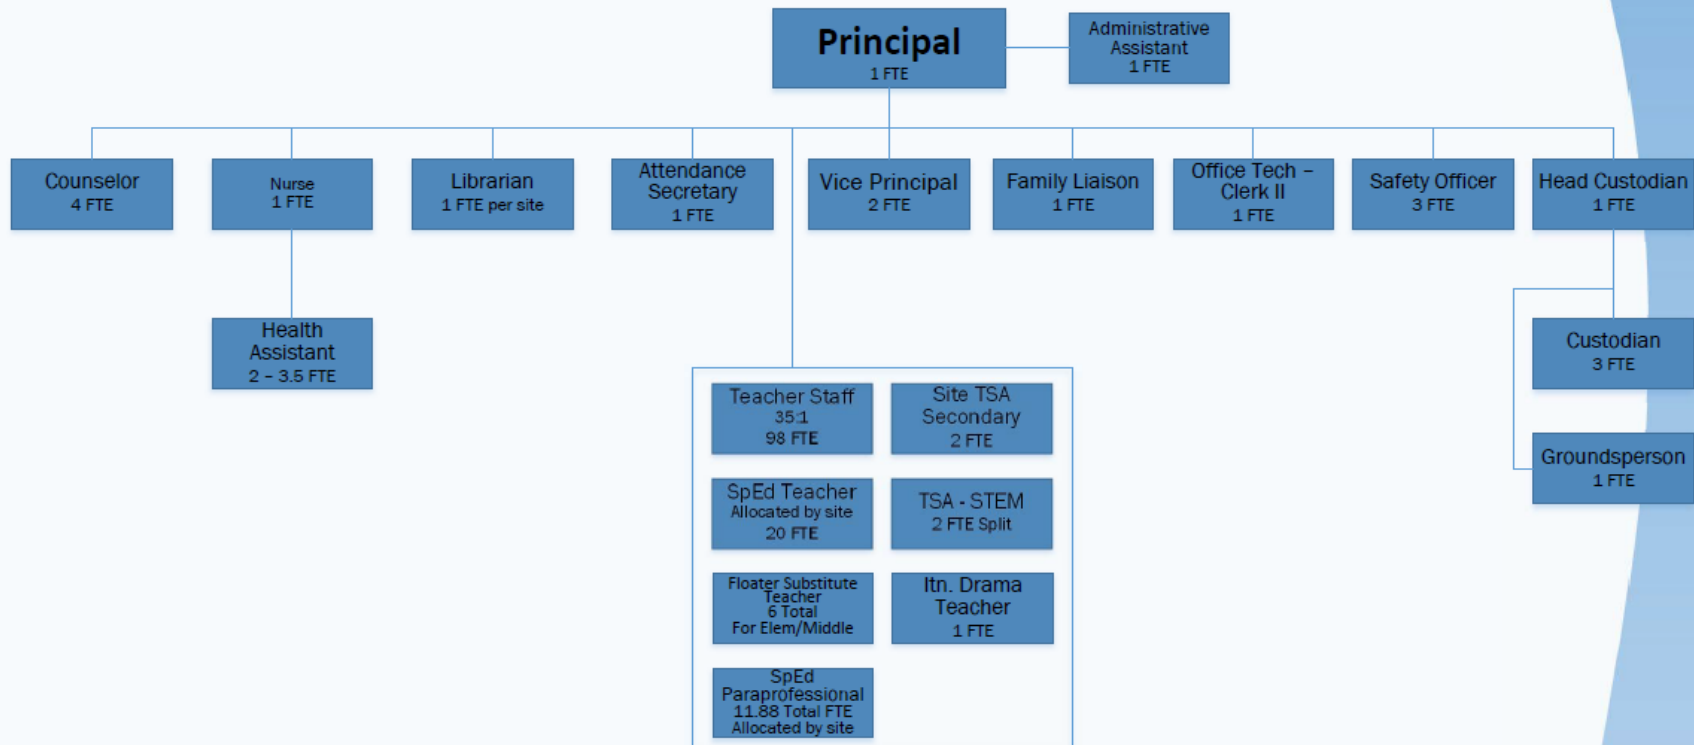 Principal
1 FTE
Administrative
Assistant
1 FTE
Counselor
4 FTE
Nurse
1 FTE
Librarian
1 FTE per site
Attendance
Secretary
1 FTE
Vice Principal
2 FTE
Family Liaison
1 FTE
Office Tech –
Clerk II
1 FTE
Safety Officer
3 FTE
Head Custodian
1 FTE
Health
Assistant
2 – 3.5 FTE
Custodian
3 FTE
Groundsperson
1 FTE
Teacher Staff
35:1
98 FTE
Site TSA
Secondary
2 FTE
SpEd Teacher
Allocated by site
20 FTE
TSA - STEM
2 FTE Split
Floater Substitute
Teacher
6 Total
For Elem/Middle
Itn. Drama
Teacher
1 FTE
SpEd
Paraprofessional
11.88 Total FTE
Allocated by site